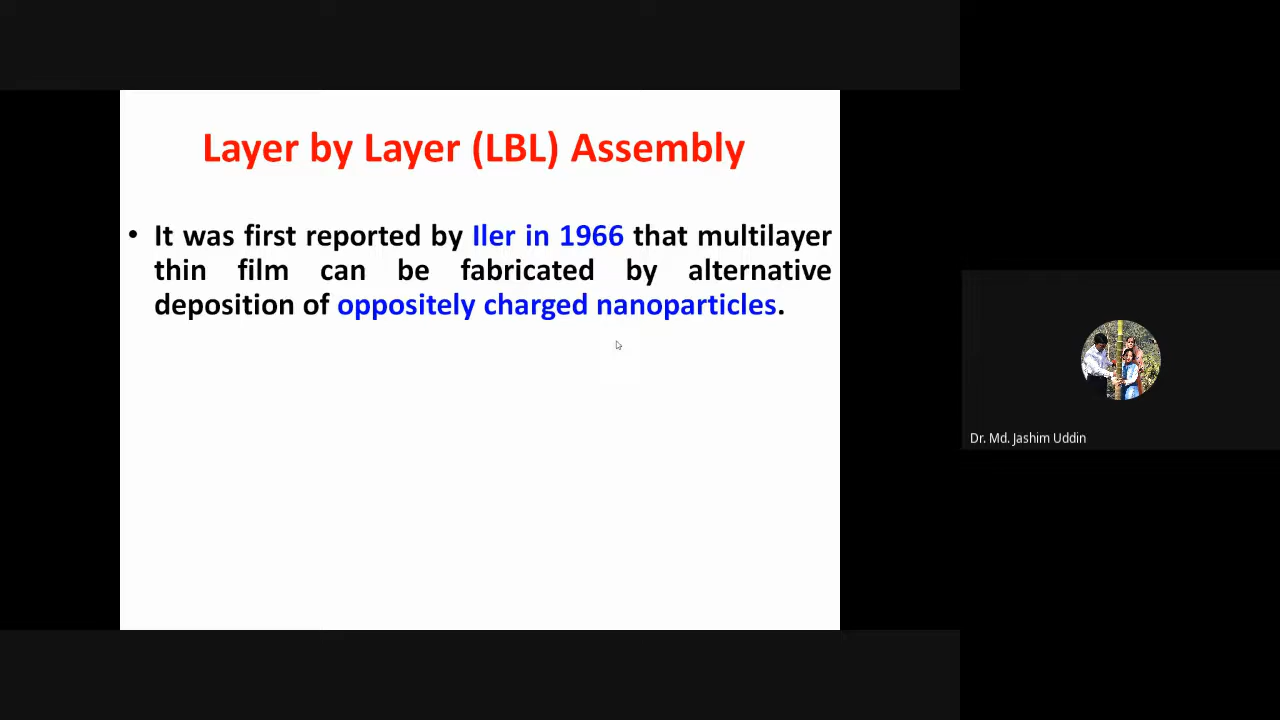 Layer by Layer (LBL) Assembly
• It was first reported by Iler in 1966 that multilayer
thin film can be fabricated by alternative
deposition of oppositely charged nanoparticles.
Dr. Md. Jashim Uddin